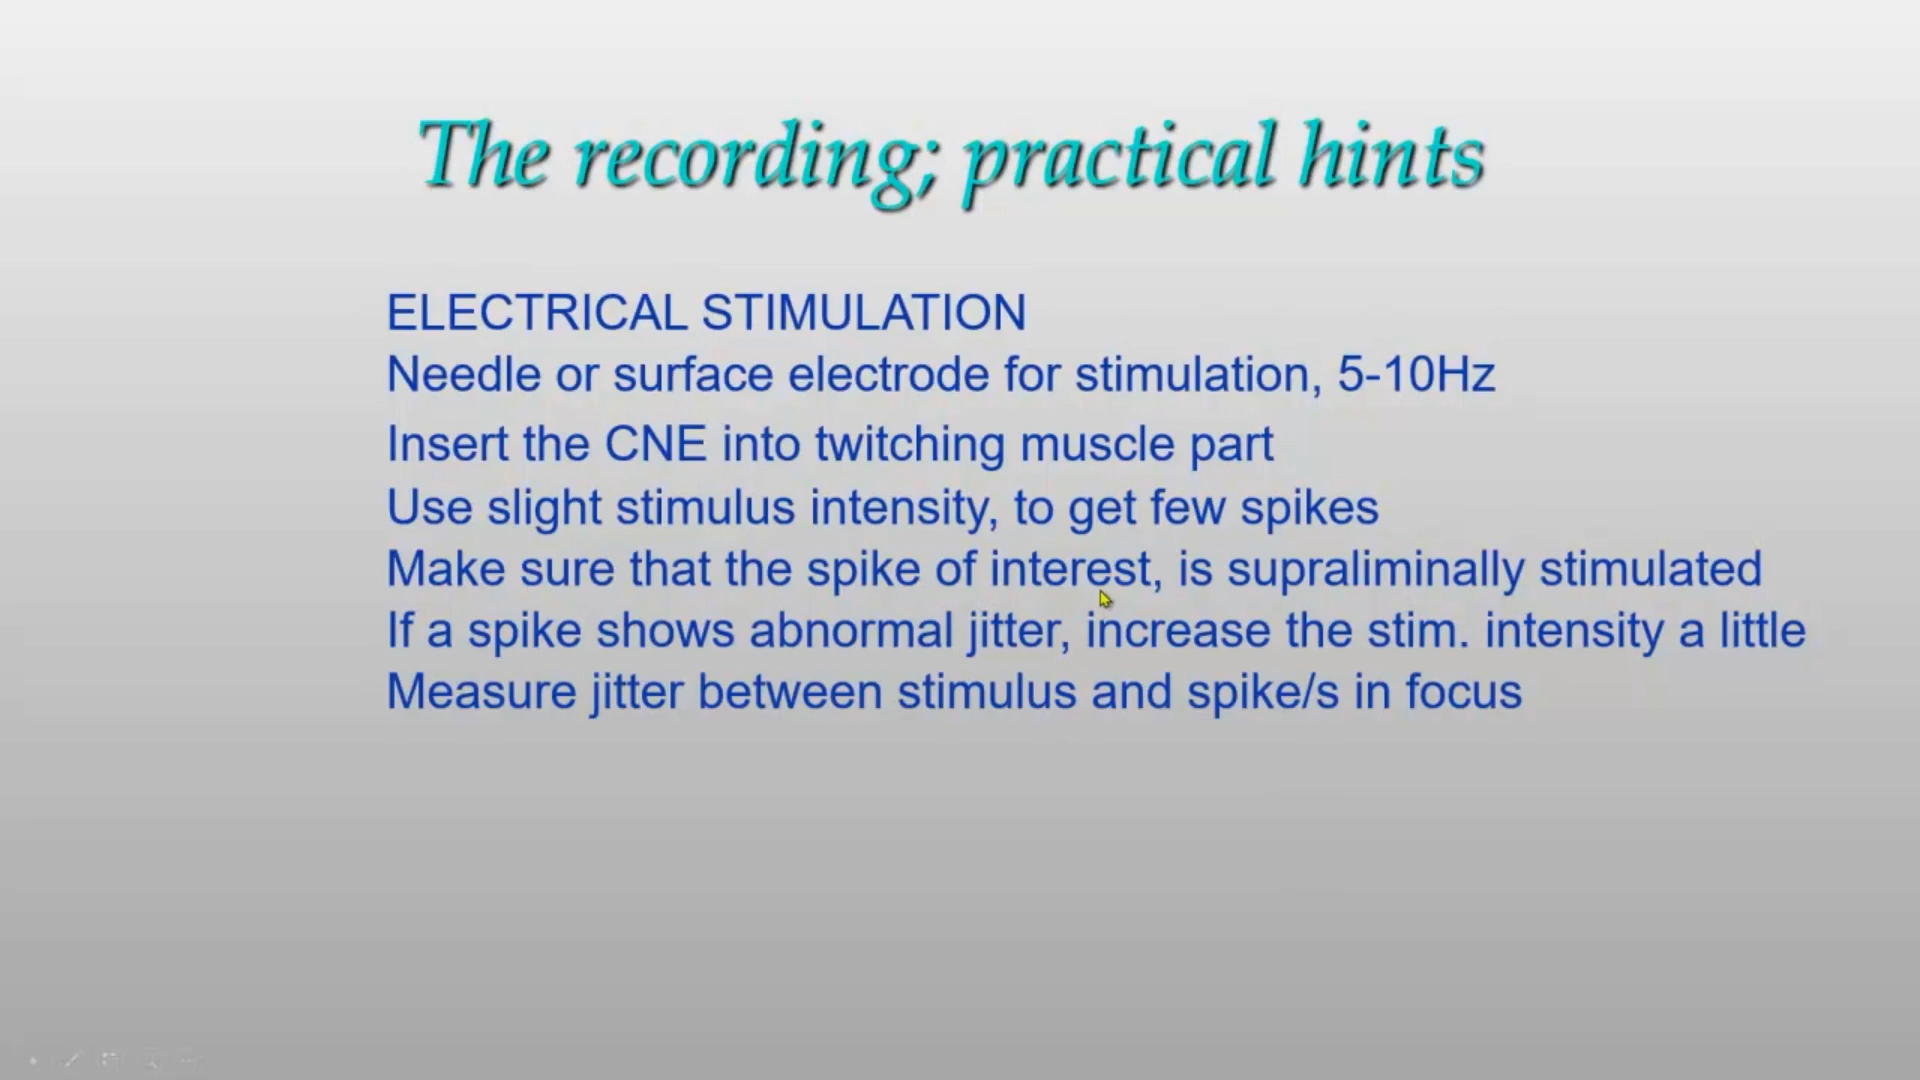 The recording; practical hints
ELECTRICAL STIMULATION
Needle or surface electrode for stimulation, 5-10Hz
Insert the CNE into twitching muscle part
Use slight stimulus intensity, to get few spikes
Make sure that the spike of interest, is supraliminally stimulated
If a spike shows abnormal jitter, increase the stim. intensity a little
Measure jitter between stimulus and spike/s in focus